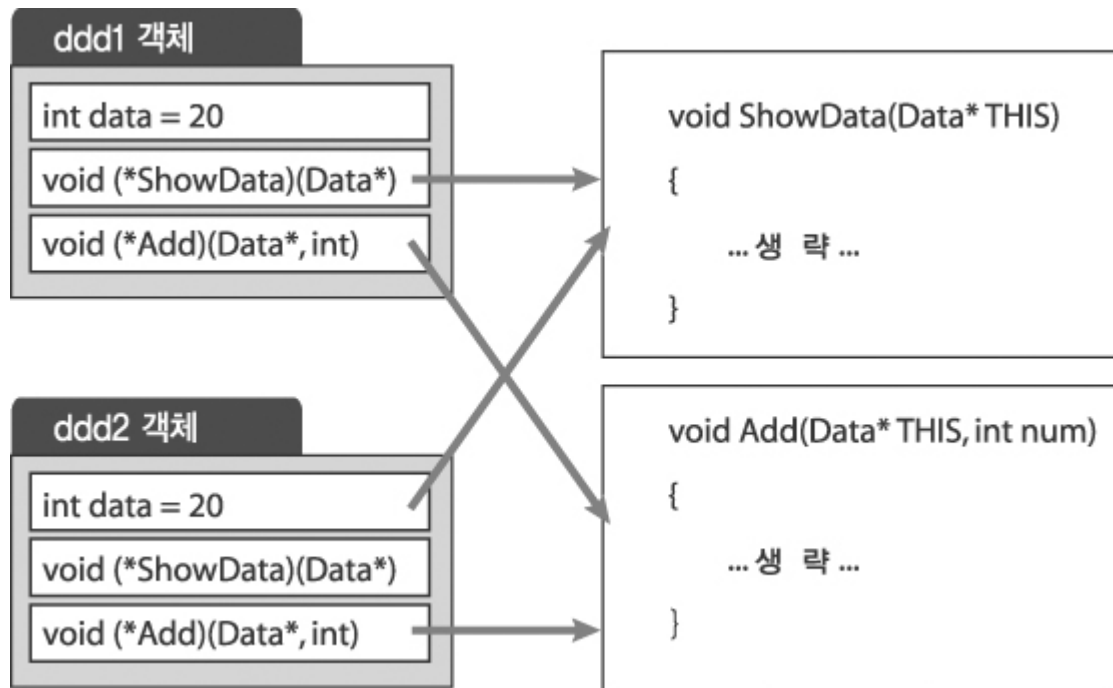 ddd1 객체
int data = 20
void (*ShowData)(Data*)
void (*Add)(Data*, int)
ddd2 객체
int data = 20
void (*ShowData)(Data*)
void (*Add)(Data*, int)
void ShowData(Data* THIS)
{
... 생 략 ...
}
void Add(Data* THIS, int num)
{
... 생 략 ...
}